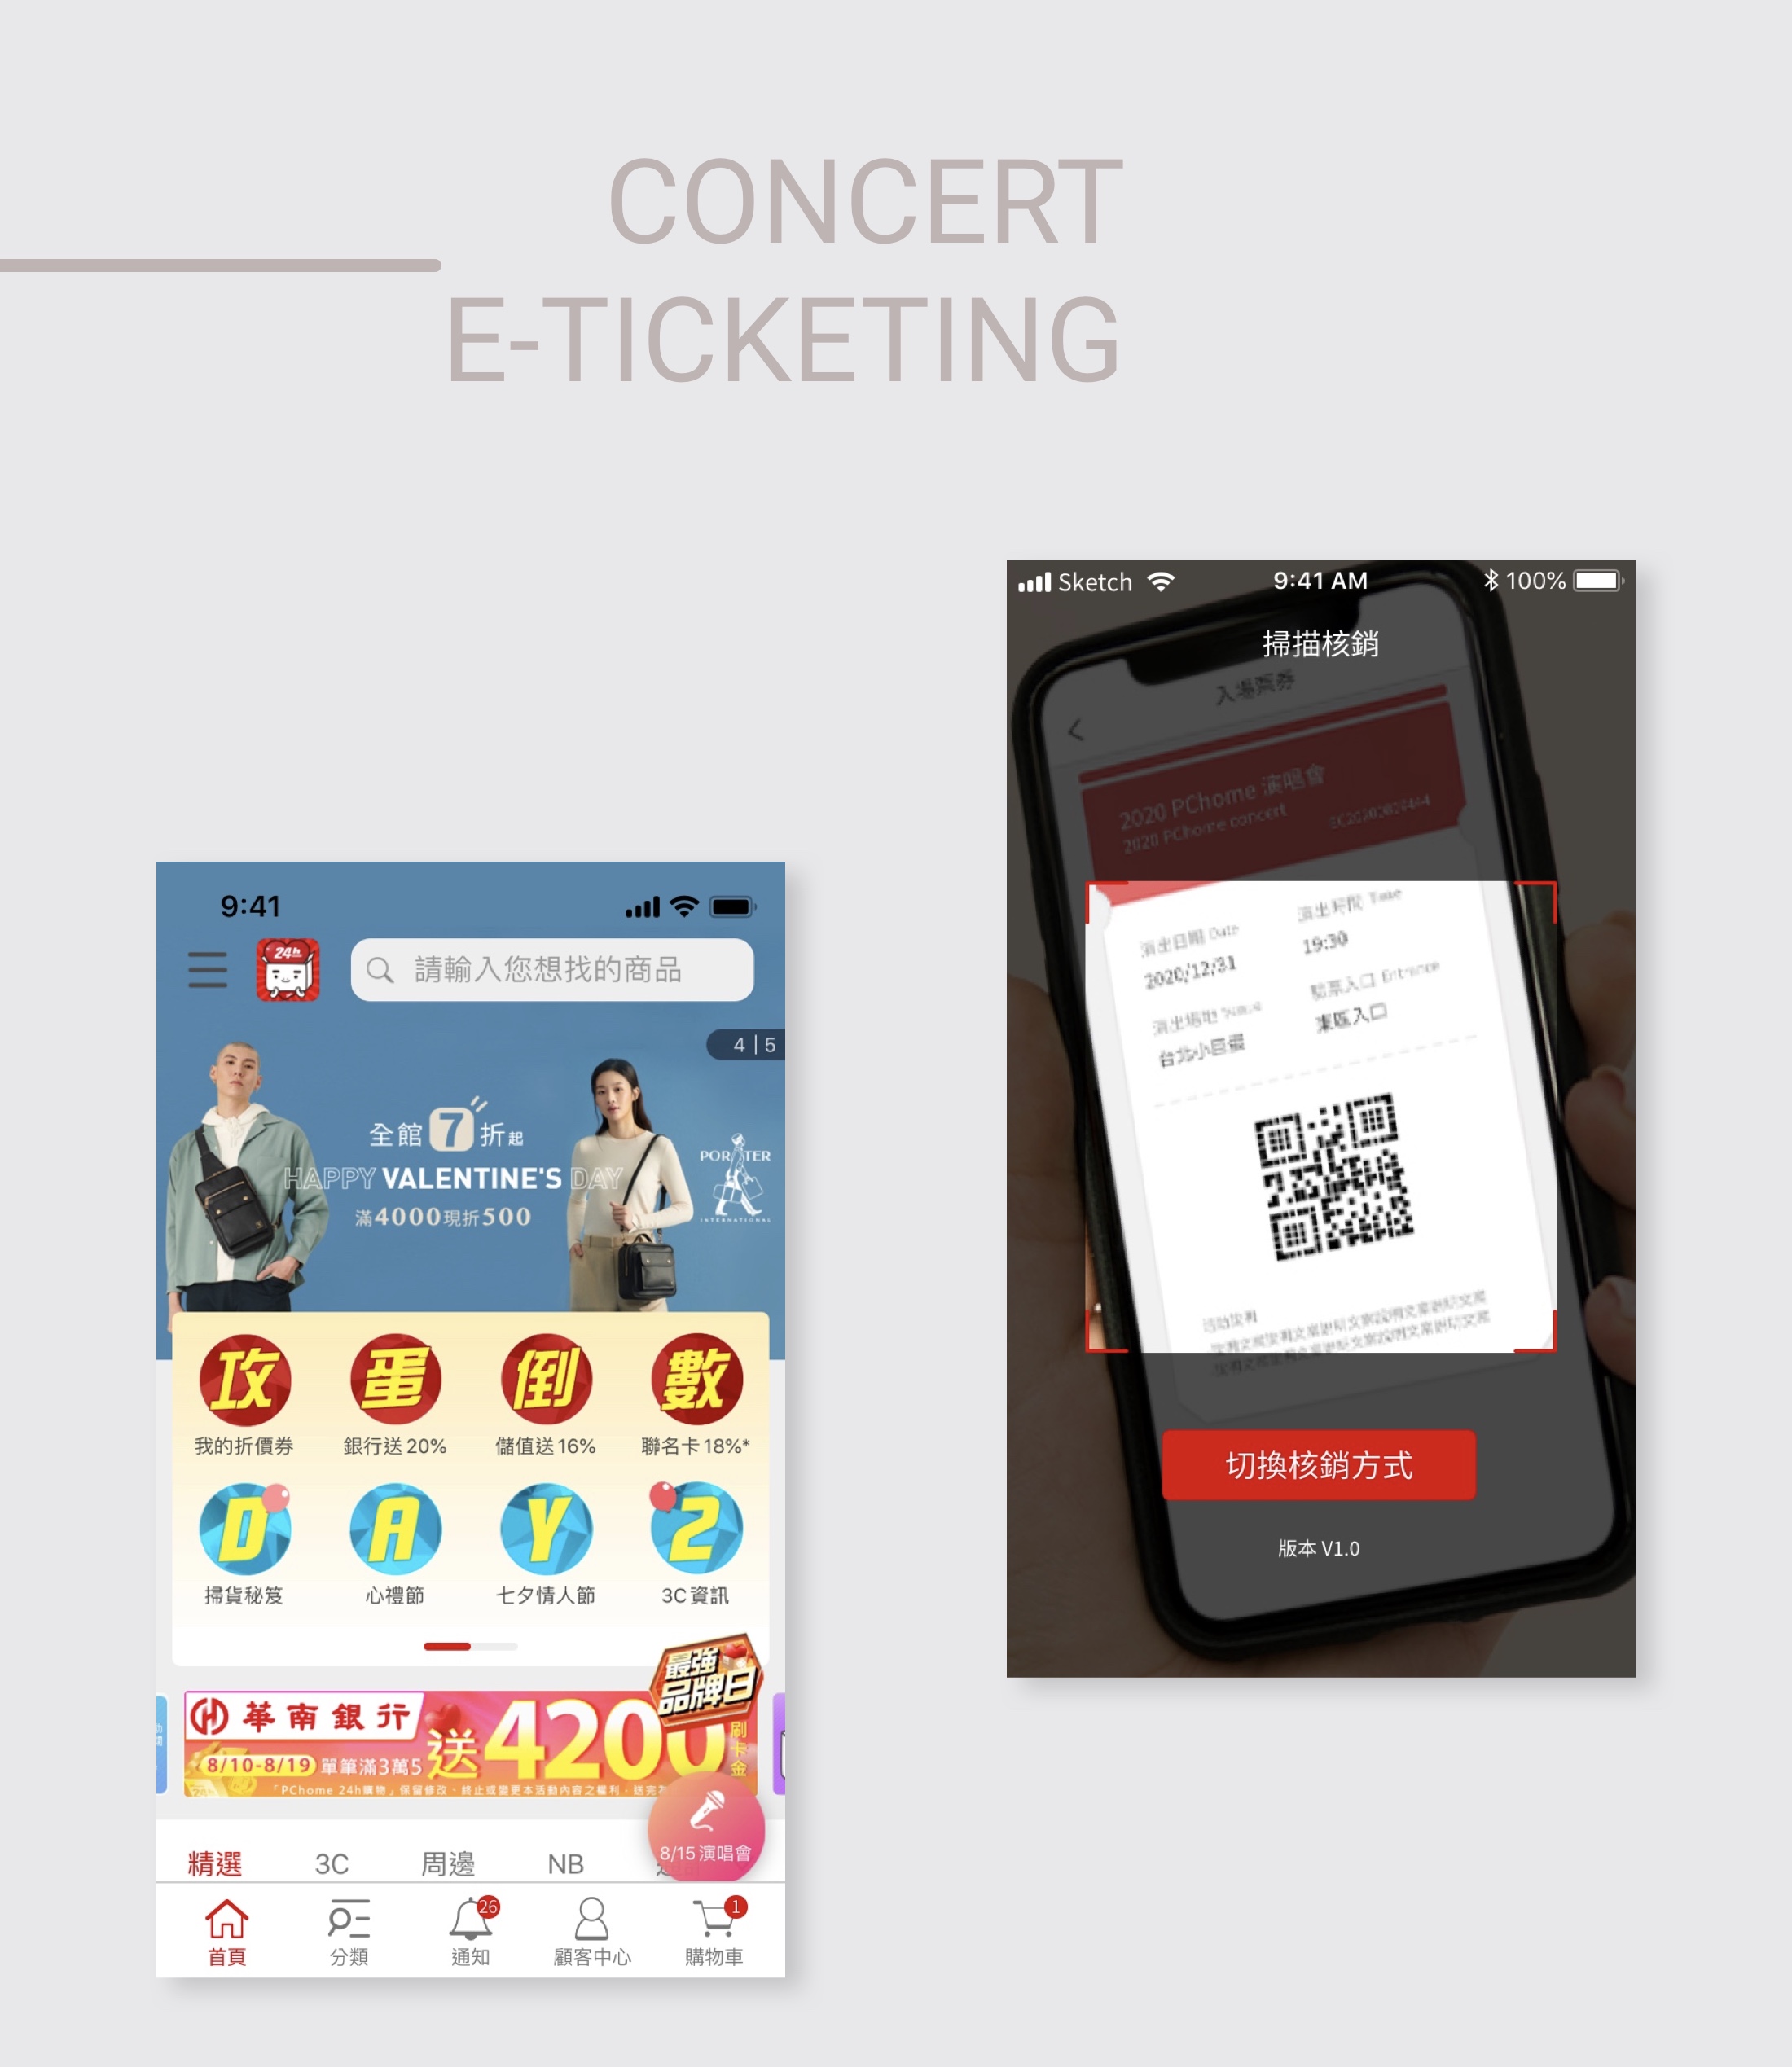 CONCERT
E-TICKETING
9:41
24h
請輸入您想找的商品
4 | 5
全館7折起
HAPPY VALENTINE'S DAY
滿4000現折500
PORTER
INTERNATIONAL
攻 蛋 倒 數
我的折價券 銀行送20% 儲值送16% 聯名卡18%*
D A Y 2
掃貨秘笈 心禮節 七夕情人節 3C資訊
最強
品牌日
華南銀行
送4200
刷卡金
8/10-8/19 單筆滿3萬5
「PChome 24h購物」保留修改、終止或變更本活動內容之權利，送完
8/15演唱會
精選 3C 周邊 NB
26 1
首頁 分類 通知 顧客中心 購物車
Sketch 9:41 AM 100%
掃描核銷
入場票券
2020 PChome 演唱會
2020 PChome concert
演出日期 Date 演出時間 Time
2020/12/31 19:30
演出場地 驗票入口 Entrance
台北小巨蛋 東區入口
切換核銷方式
版本 V1.0